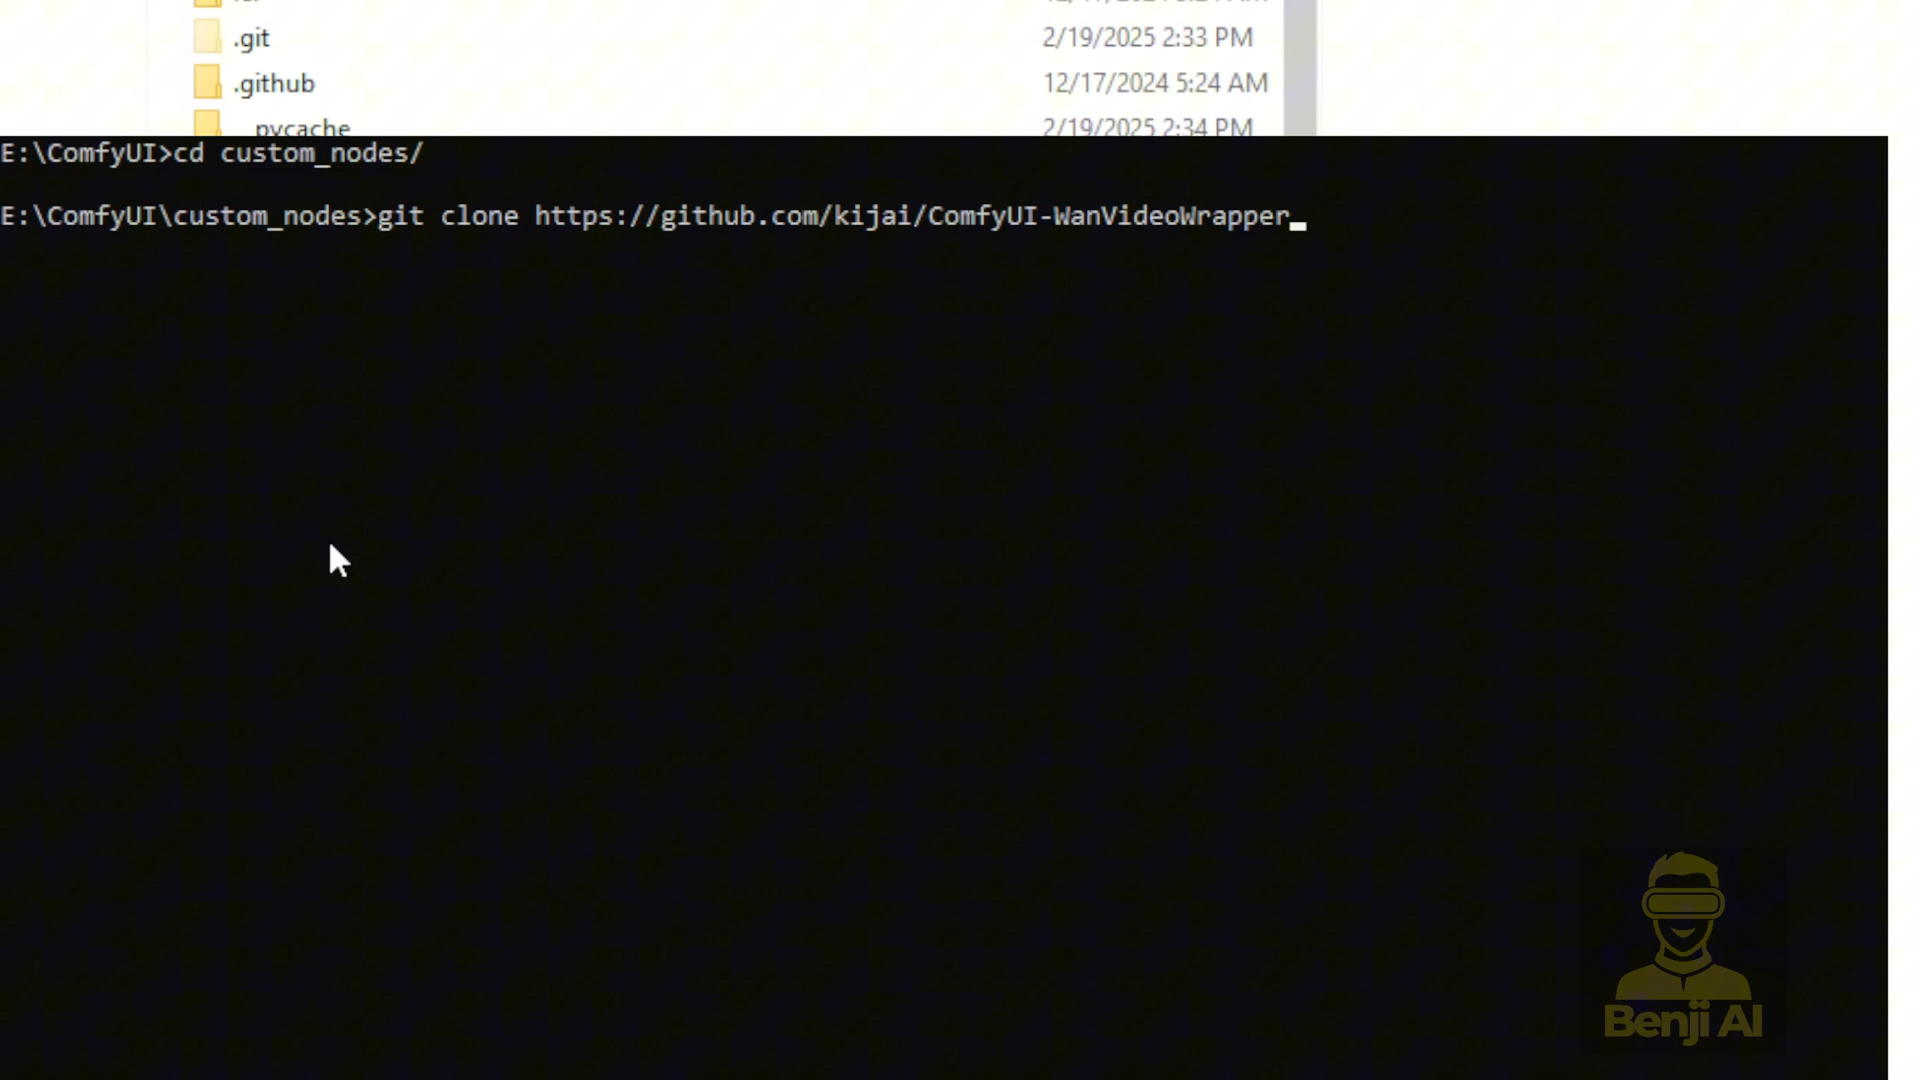 .git 2/19/2025 2:33 PM
.github 12/17/2024 5:24 AM
pycache 2/19/2025 2:34 PM
E:\ComfyUI>cd custom_nodes/
E:\ComfyUI\custom_nodes>git clone https://github.com/kijai/ComfyUI-WanVideoWrapper
Benji AI